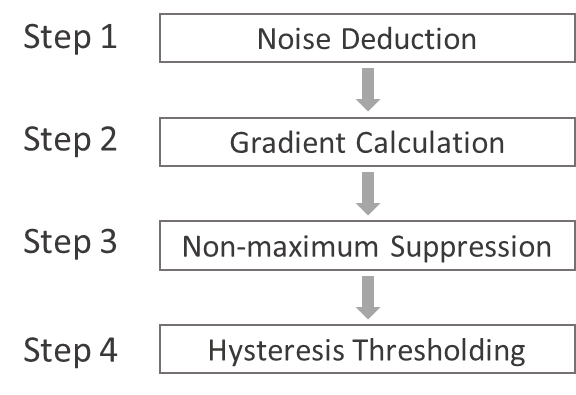 Step 1 Noise Deduction
Step 2 Gradient Calculation
Step 3 Non-maximum Suppression
Step 4 Hysteresis Thresholding